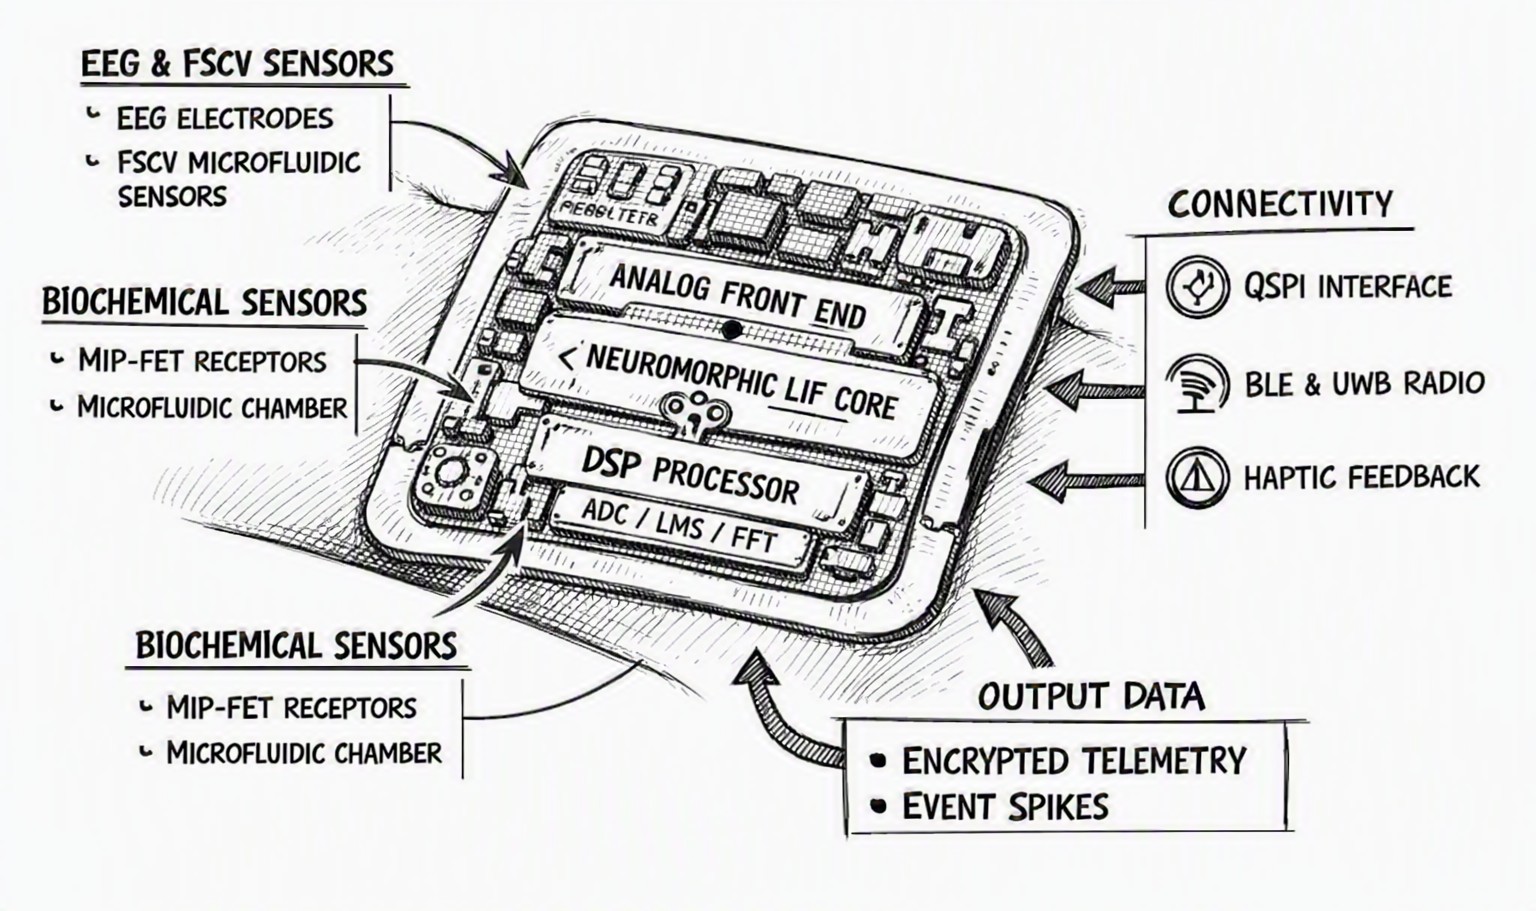 EEG & FSCV SENSORS
EEG ELECTRODES
FSCV MICROFLUIDIC
SENSORS
BIOCHEMICAL SENSORS
MIP-FET RECEPTORS
MICROFLUIDIC CHAMBER
BIOCHEMICAL SENSORS
MIP-FET RECEPTORS
MICROFLUIDIC CHAMBER
ANALOG FRONT END
< NEUROMORPHIC LIF CORE
DSP PROCESSOR
ADC / LMS / FFT
CONNECTIVITY
QSPI INTERFACE
BLE & UWB RADIO
HAPTIC FEEDBACK
OUTPUT DATA
• ENCRYPTED TELEMETRY
• EVENT SPIKES